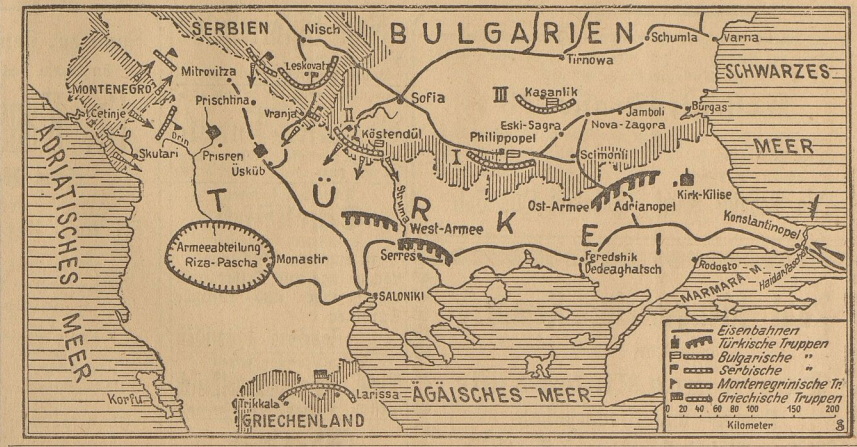 SERBIEN
BULGARIEN
Nisch
Schumla
Varna
Tirnowa
Leskovatz
Mitrovitza
MONTENEGRO
SCHWARZES
MEER
Prischtina
Sofia
III
Kasanlik
Cetinje
Vranja
II
Köstendül
Eski-Sagra
Jamboli
Nova-Zagora
Burgas
Philippopel
Drin
Skutari
Prisren
Üsküb
I
Scimonli
ADRIATISCHES MEER
TÜRKEI
Struma
Ost-Armee
Adrianopel
Kirk-Kilise
West-Armee
Konstantinopel
Armeeabteilung
Riza-Pascha
Monastir
Serres
Feredshik
Dedeaghatsch
Rodosto
Haidar Pascha
MARMARA M.
SALONIKI
Korfu
Trikkala
Larissa
GRIECHENLAND
ÄGÄISCHES MEER
Eisenbahnen
Türkische Truppen
Bulgarische "
Serbische "
Montenegrinische Tr.
Griechische Truppen
0 20 40 60 80 100 150 200
Kilometer